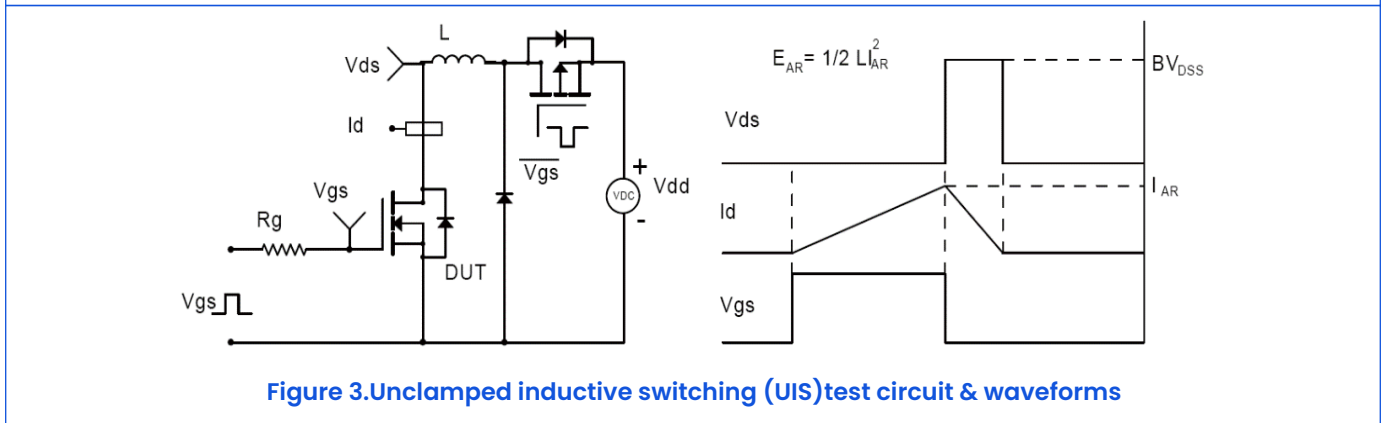 L
Vds
Id
Vgs
Rg
DUT
Vgs
Vgs
+
VDC
Vdd
-
E_AR= 1/2 LI_AR^2
BV_DSS
Vds
I_AR
Id
Vgs
Figure 3.Unclamped inductive switching (UIS)test circuit & waveforms